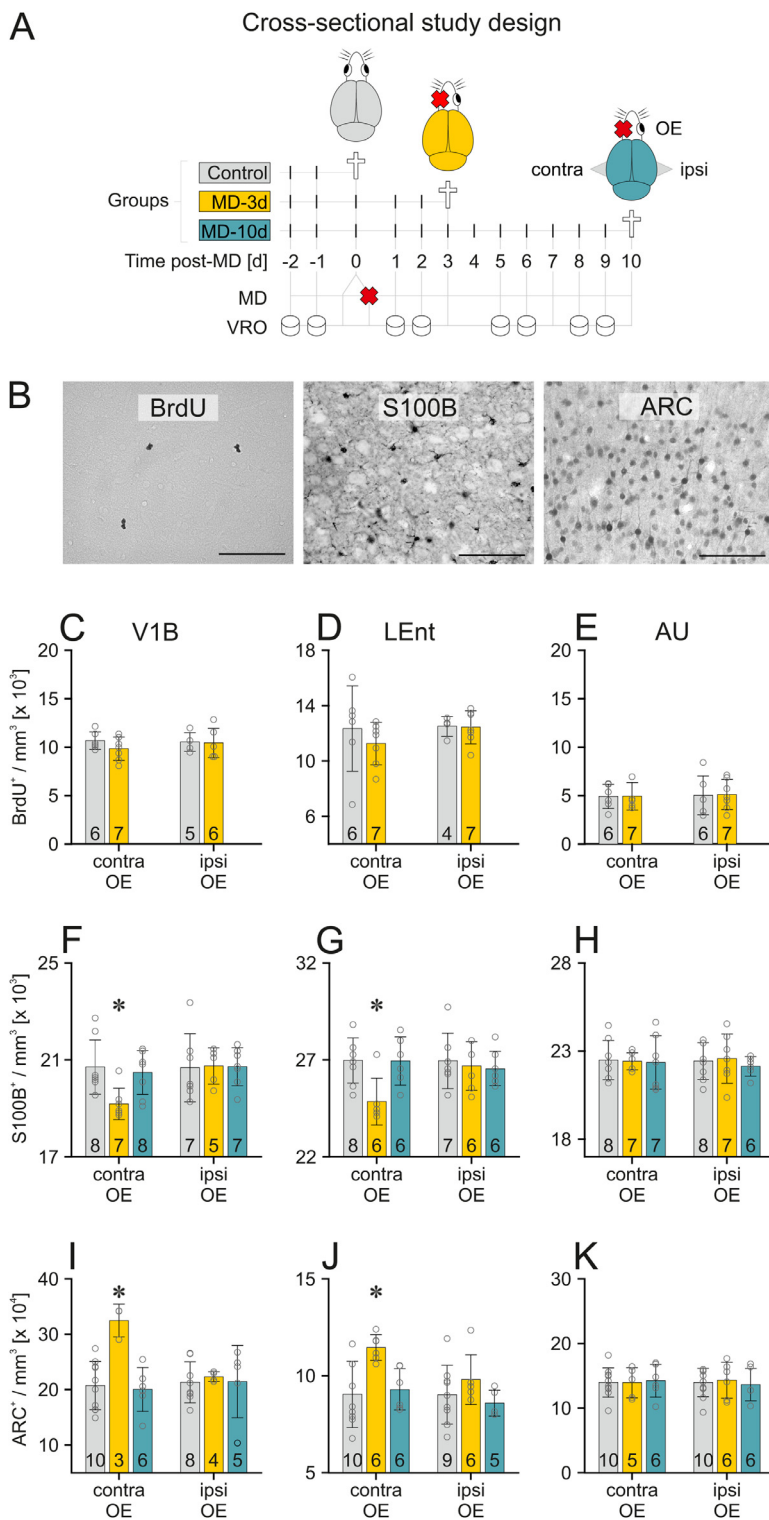 A
Cross-sectional study design
OE
contra
ipsi
Groups
Control
MD-3d
MD-10d
Time post-MD [d]
-2 -1 0 1 2 3 4 5 6 7 8 9 10
MD
VRO
B
BrdU
S100B
ARC
C
V1B
D
LEnt
E
AU
BrdU⁺ / mm³ [x 10³]
20
15
10
5
0
6 7 5 6
contra OE
ipsi OE
18
15
12
9
6
6 7 4 7
contra OE
ipsi OE
20
15
10
5
0
6 7 6 7
contra OE
ipsi OE
F
G
H
S100B⁺ / mm³ [x 10³]
25
21
17
*
8 7 8 7 5 7
contra OE
ipsi OE
32
27
22
*
8 6 6 7 6 6
contra OE
ipsi OE
28
23
17
8 7 7 8 7 6
contra OE
ipsi OE
I
J
K
ARC⁺ / mm³ [x 10⁴]
40
30
20
10
*
10 3 6 8 4 5
contra OE
ipsi OE
15
10
5
*
10 6 6 9 6 5
contra OE
ipsi OE
30
20
10
0
10 5 6 10 6 6
contra OE
ipsi OE